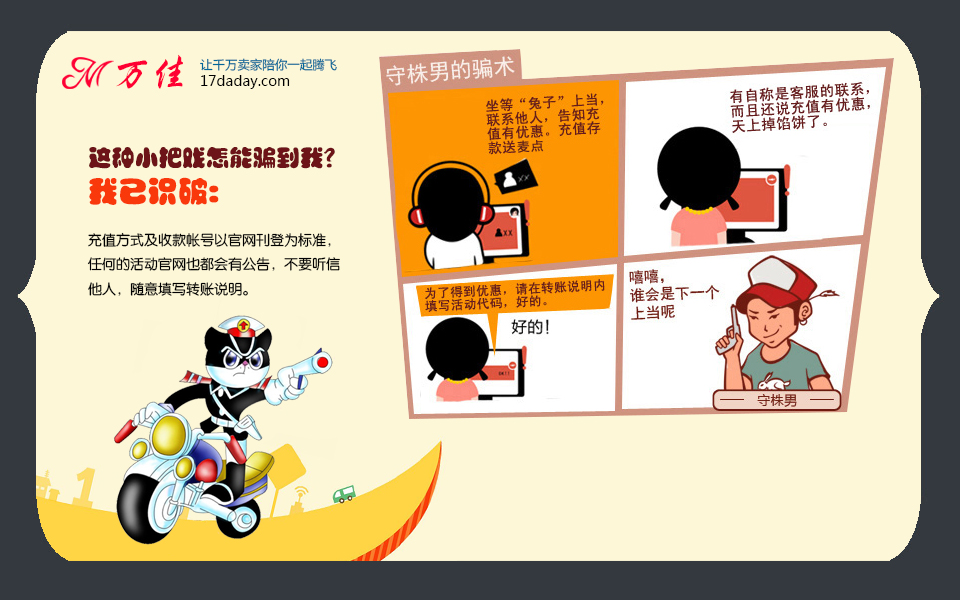 M 万佳
让千万卖家陪你一起腾飞
17daday.com
这种小把戏怎能骗到我?
我已识破:
充值方式及收款帐号以官网刊登为标准，
任何的活动官网也都会有公告，不要听信
他人，随意填写转账说明。
1
守株男的骗术
坐等“兔子”上当，
联系他人，告知充
值有优惠。充值存
款送麦点
XX
XX
有自称是客服的联系，
而且还说充值有优惠，
天上掉馅饼了。
为了得到优惠，请在转账说明内
填写活动代码，好的。
好的!
嘻嘻，
谁会是下一个
上当呢
守株男